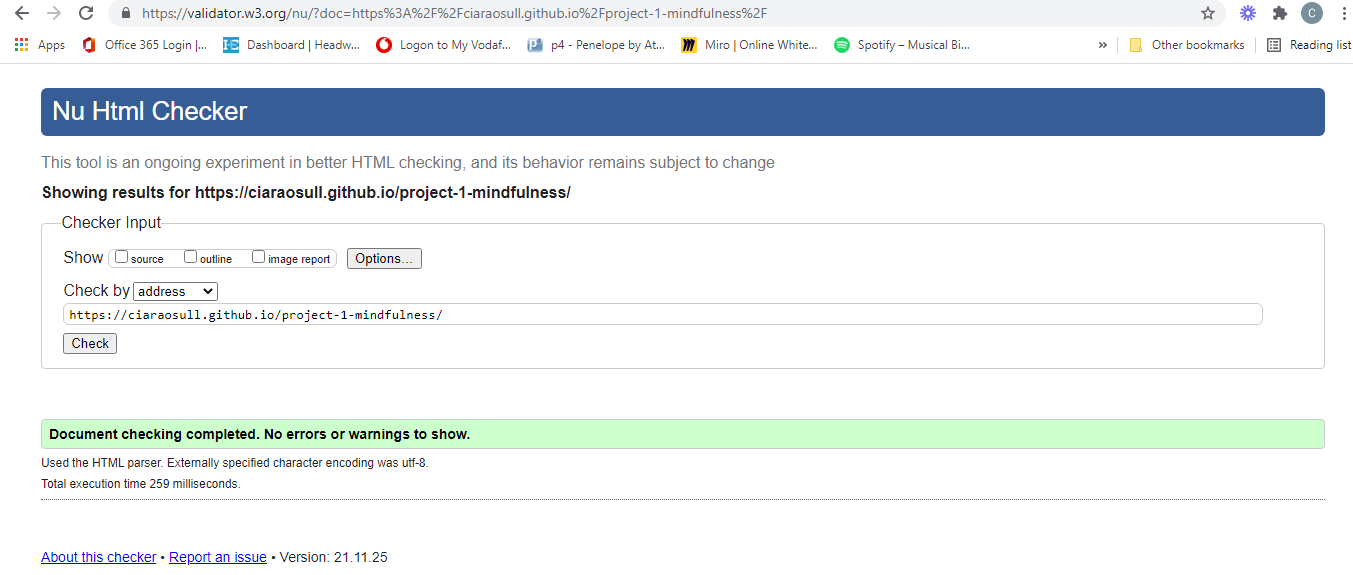 https://validator.w3.org/nu/?doc=https%3A%2F%2Fciaraosull.github.io%2Fproject-1-mindfulness%2F
C
Apps Office 365 Login |... Dashboard | Headw... Logon to My Vodaf... p4 - Penelope by At... Miro | Online White... Spotify – Musical Bi... » Other bookmarks Reading list
Nu Html Checker
This tool is an ongoing experiment in better HTML checking, and its behavior remains subject to change
Showing results for https://ciaraosull.github.io/project-1-mindfulness/
Checker Input
Show source outline image report Options...
Check by address
https://ciaraosull.github.io/project-1-mindfulness/
Check
Document checking completed. No errors or warnings to show.
Used the HTML parser. Externally specified character encoding was utf-8.
Total execution time 259 milliseconds.
About this checker • Report an issue • Version: 21.11.25